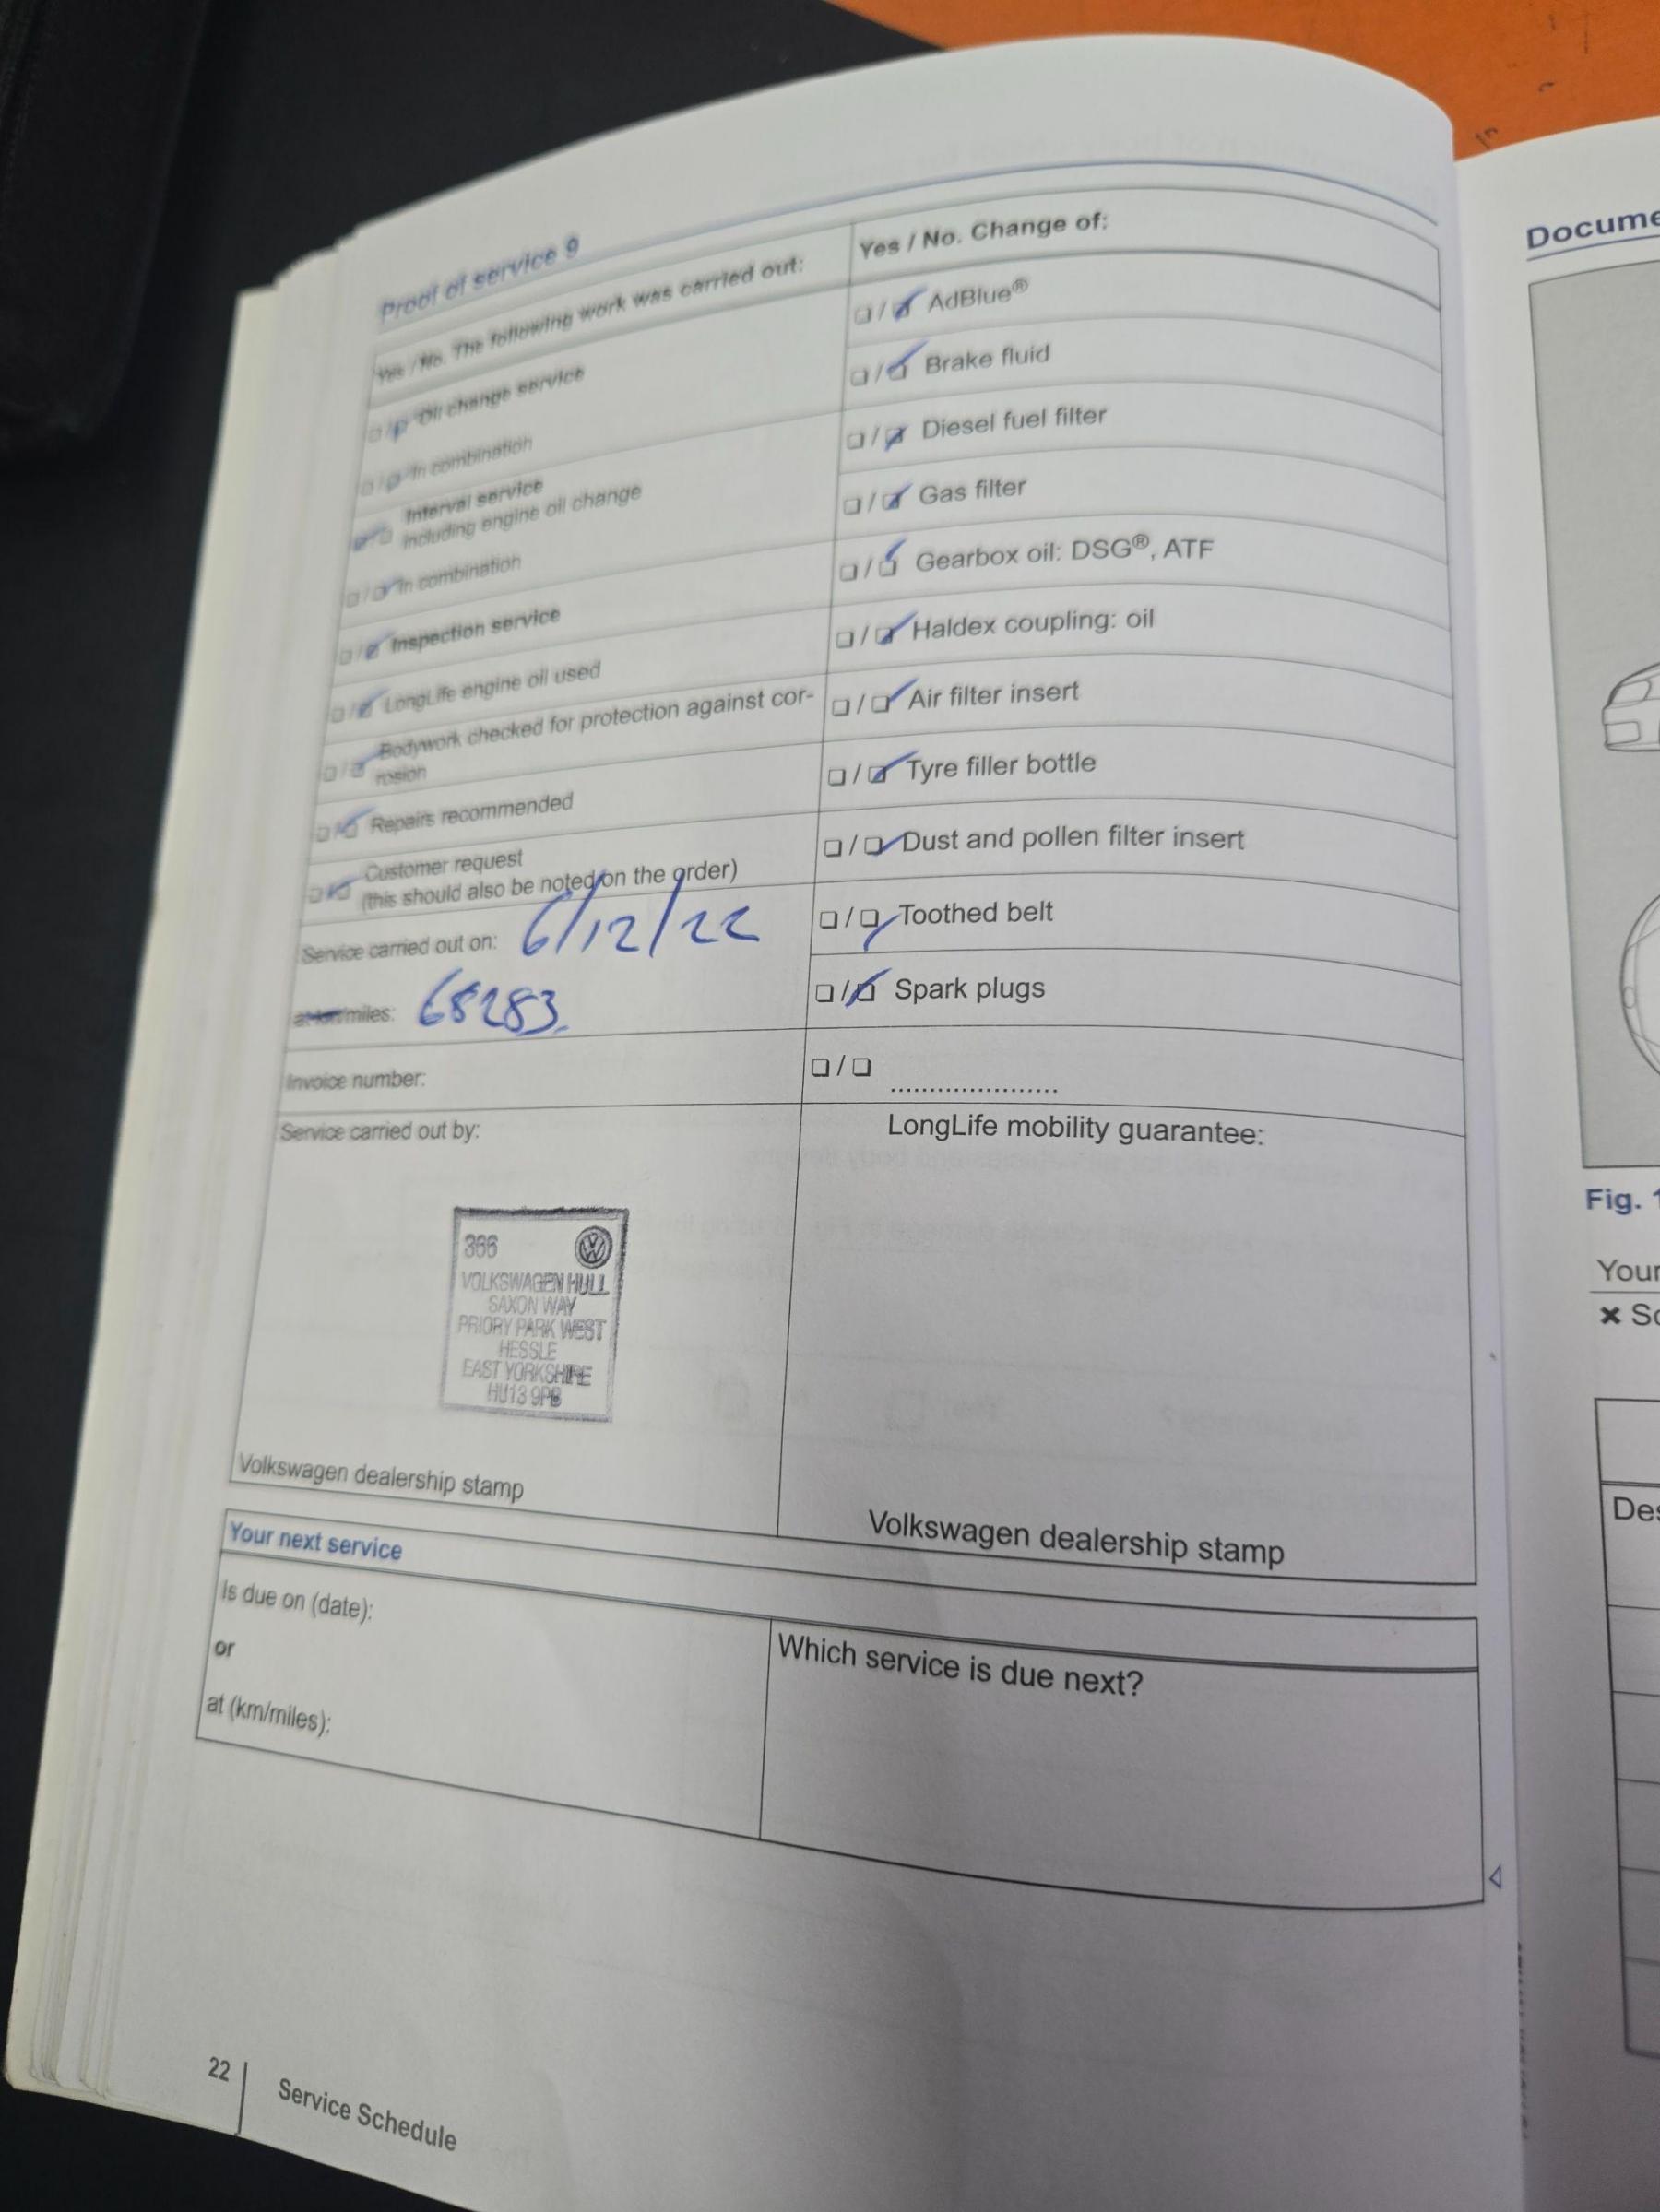 Proof of service 9
Yes / No. The following work was carried out:
❏ / ❏ Oil change service
❏ / ❏ In combination
❏ / ❏ Interval service
including engine oil change
❏ / ❏ In combination
❏ / ❏ Inspection service
❏ / ❏ LongLife engine oil used
❏ / ❏ Bodywork checked for protection against cor-
rosion
❏ / ❏ Repairs recommended
❏ / ❏ Customer request
(this should also be noted on the order)
Service carried out on: 6/12/22
at km/miles: 68283
Invoice number:
Service carried out by:
366
VOLKSWAGEN HULL
SAXON WAY
PRIORY PARK WEST
HESSLE
EAST YORKSHIRE
HU13 9PB
Volkswagen dealership stamp
Yes / No. Change of:
❏ / ❏ AdBlue®
❏ / ❏ Brake fluid
❏ / ❏ Diesel fuel filter
❏ / ❏ Gas filter
❏ / ❏ Gearbox oil: DSG®, ATF
❏ / ❏ Haldex coupling: oil
❏ / ❏ Air filter insert
❏ / ❏ Tyre filler bottle
❏ / ❏ Dust and pollen filter insert
❏ / ❏ Toothed belt
❏ / ❏ Spark plugs
❏ / ❏ .....................
LongLife mobility guarantee:
Volkswagen dealership stamp
Your next service
Is due on (date):
or
at (km/miles):
Which service is due next?
22
Service Schedule
Docume
Fig. 1
Your
× So
Des